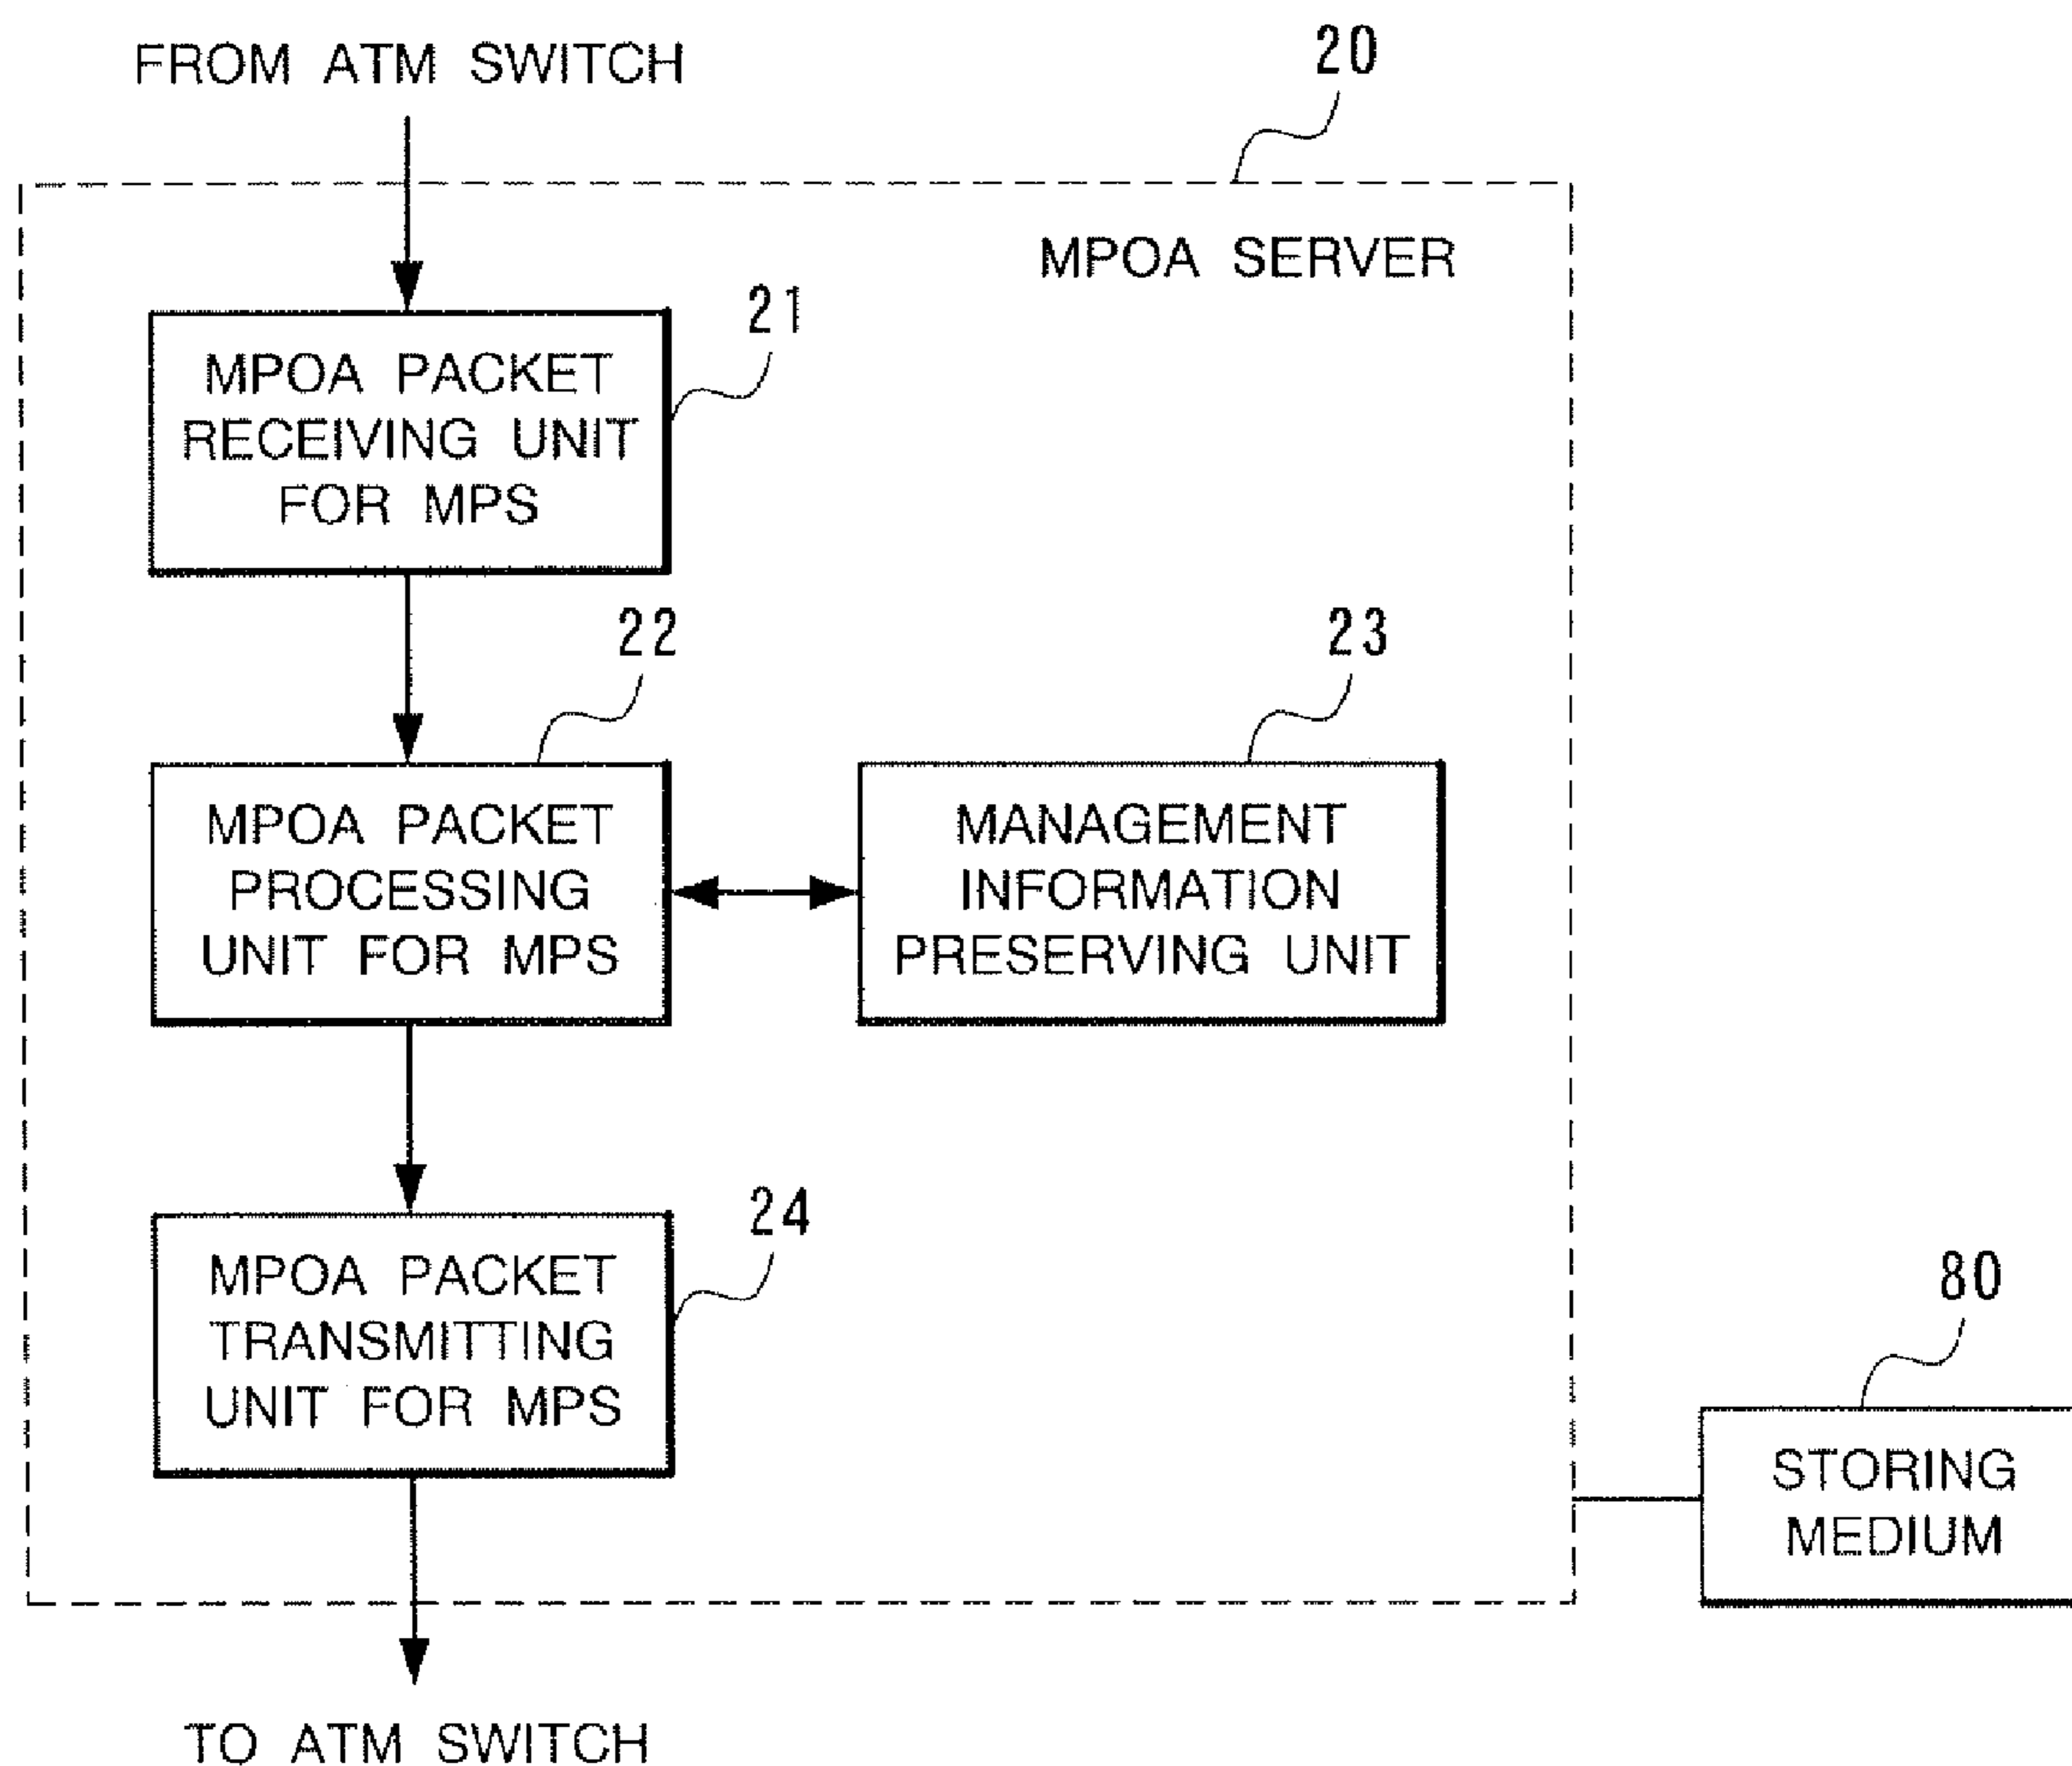 FROM ATM SWITCH
20
MPOA SERVER
21
MPOA PACKET
RECEIVING UNIT
FOR MPS
22
23
MPOA PACKET
PROCESSING
UNIT FOR MPS
MANAGEMENT
INFORMATION
PRESERVING UNIT
24
MPOA PACKET
TRANSMITTING
UNIT FOR MPS
80
STORING
MEDIUM
TO ATM SWITCH